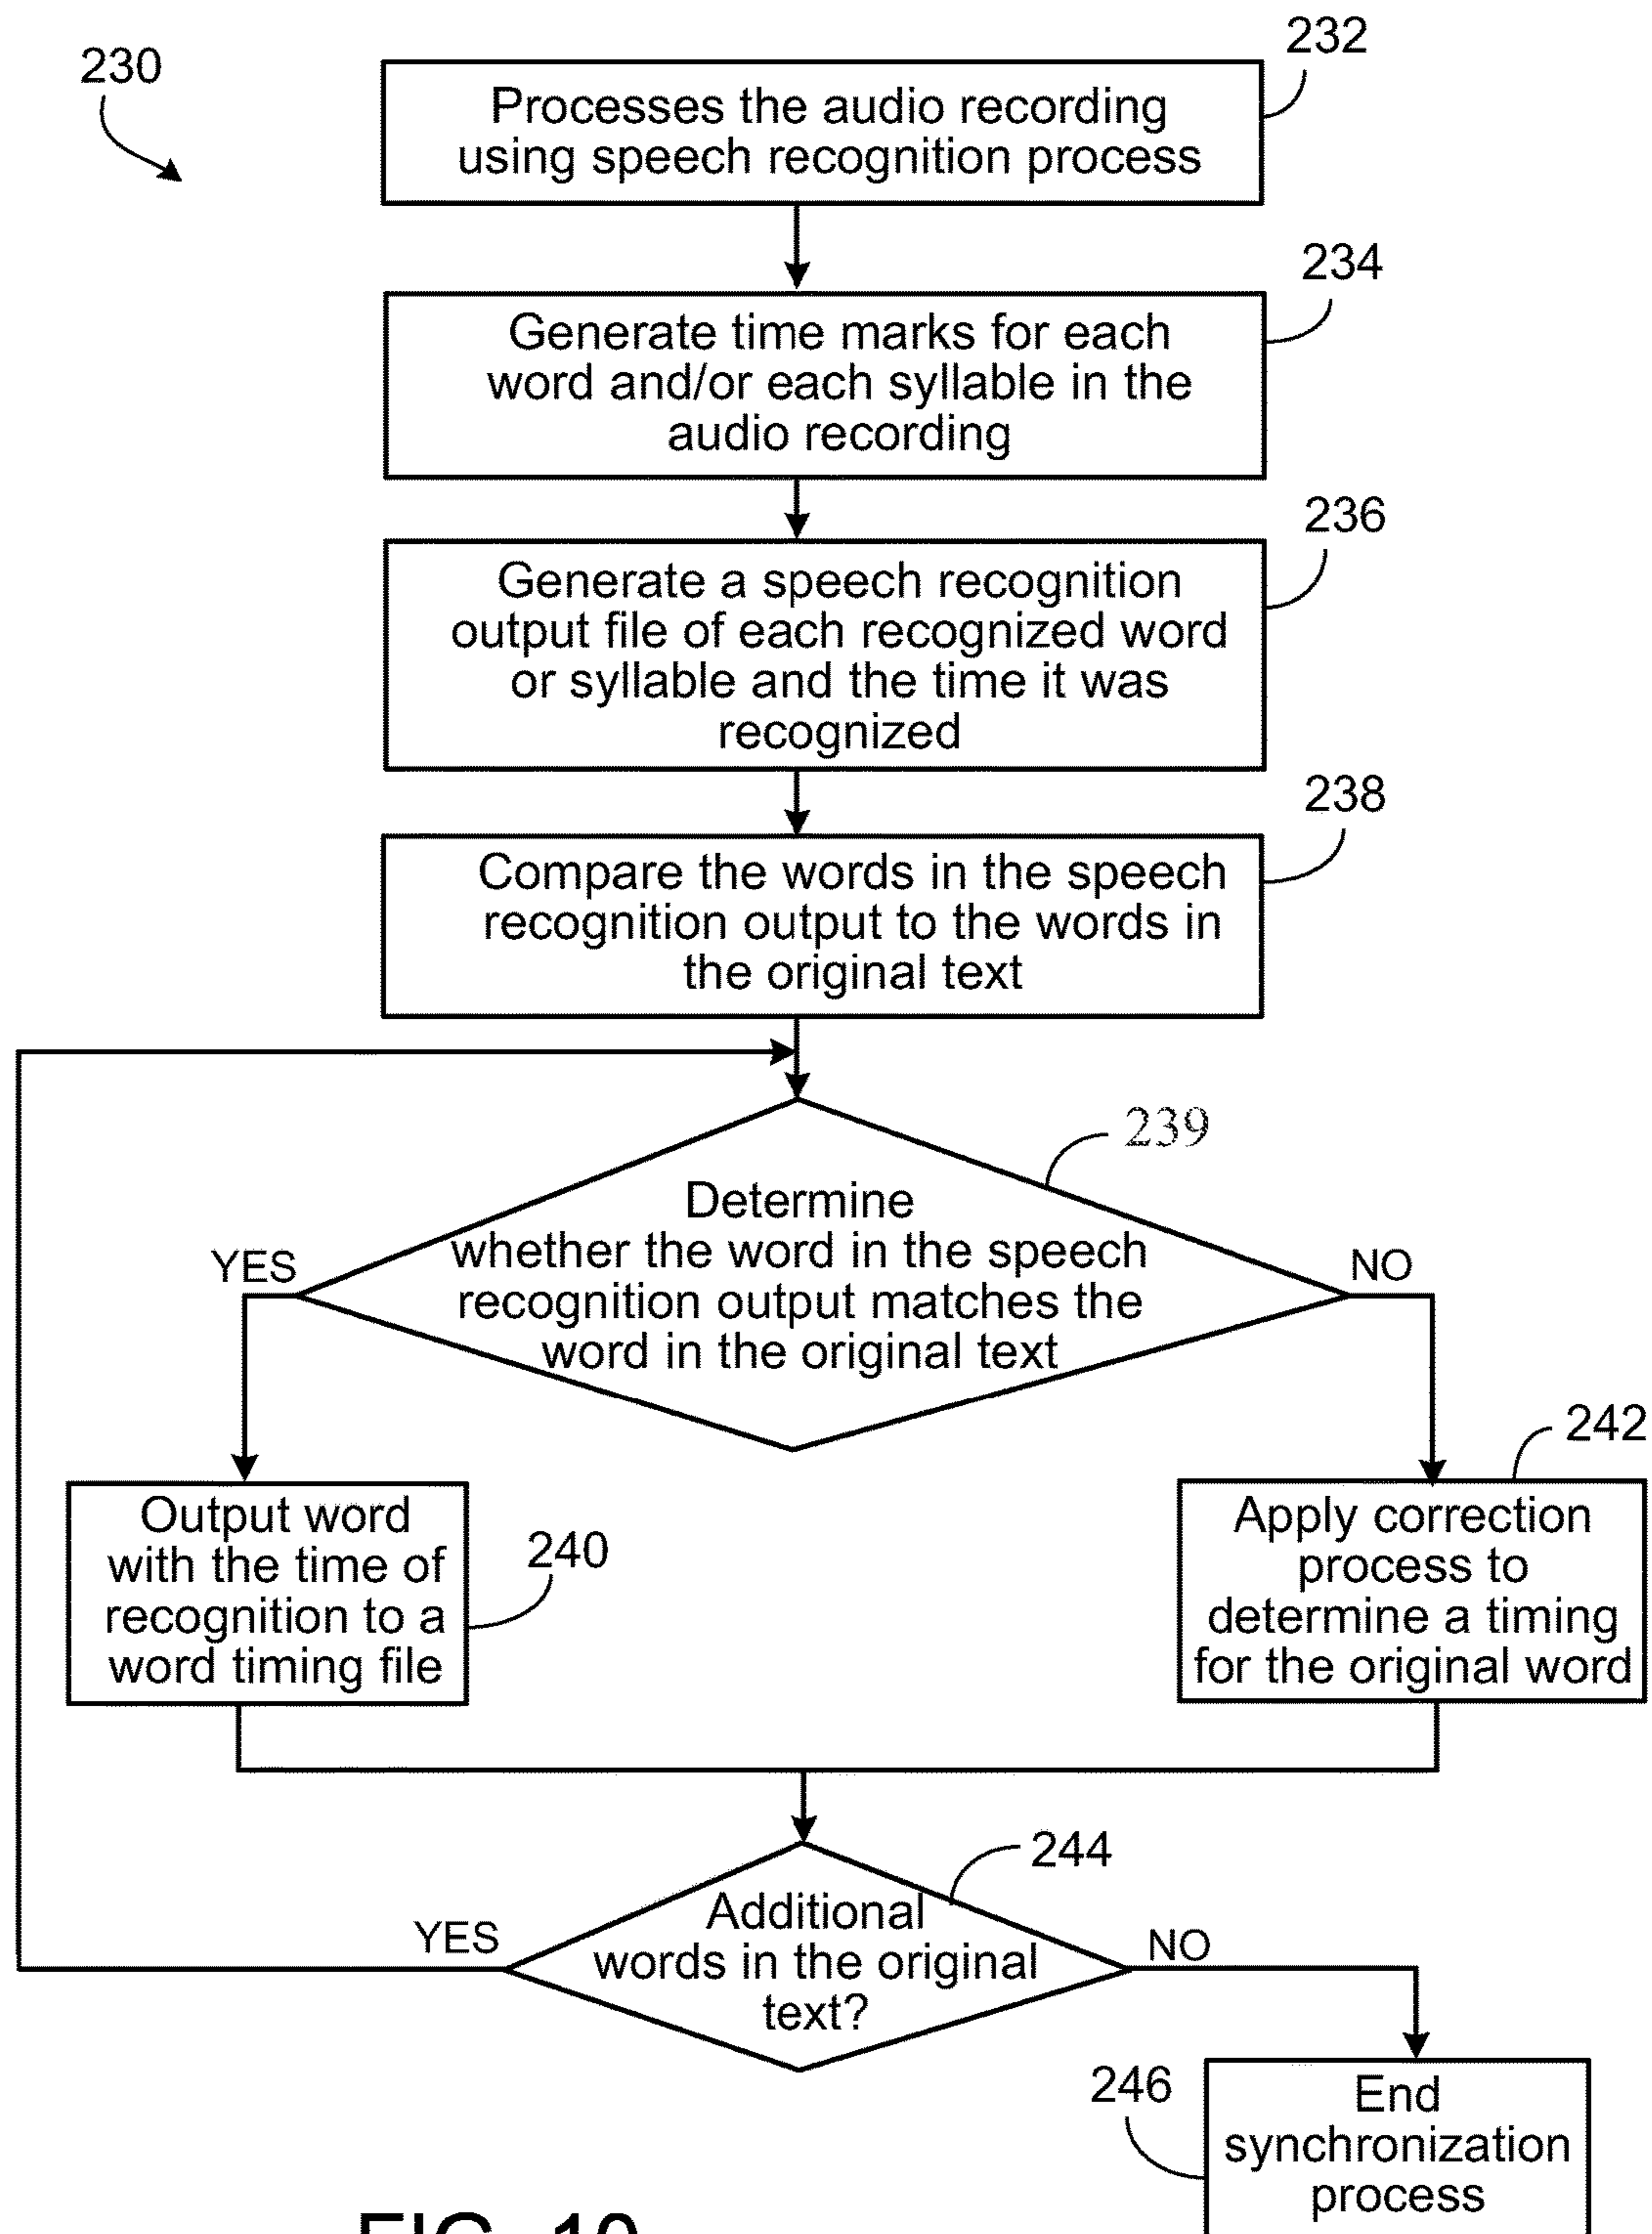 230
232
Processes the audio recording
using speech recognition process
234
Generate time marks for each
word and/or each syllable in the
audio recording
236
Generate a speech recognition
output file of each recognized word
or syllable and the time it was
recognized
238
Compare the words in the speech
recognition output to the words in
the original text
239
Determine
whether the word in the speech
recognition output matches the
word in the original text
YES
NO
240
Output word
with the time of
recognition to a
word timing file
242
Apply correction
process to
determine a timing
for the original word
244
Additional
words in the original
text?
YES
NO
246
End
synchronization
process
FIG. 10